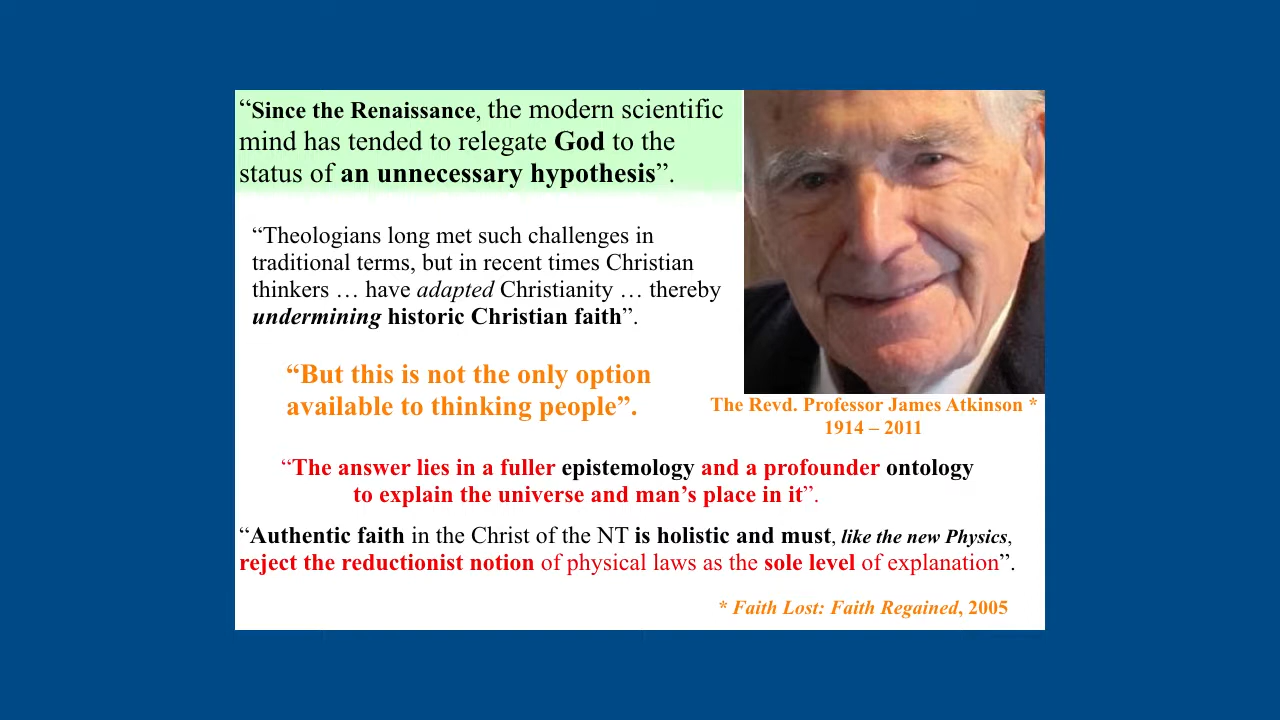 “Since the Renaissance, the modern scientific
mind has tended to relegate God to the
status of an unnecessary hypothesis”.
“Theologians long met such challenges in
traditional terms, but in recent times Christian
thinkers … have adapted Christianity … thereby
undermining historic Christian faith”.
“But this is not the only option
available to thinking people”.
The Revd. Professor James Atkinson *
1914 – 2011
“The answer lies in a fuller epistemology and a profounder ontology
to explain the universe and man’s place in it”.
“Authentic faith in the Christ of the NT is holistic and must, like the new Physics,
reject the reductionist notion of physical laws as the sole level of explanation”.
* Faith Lost: Faith Regained, 2005